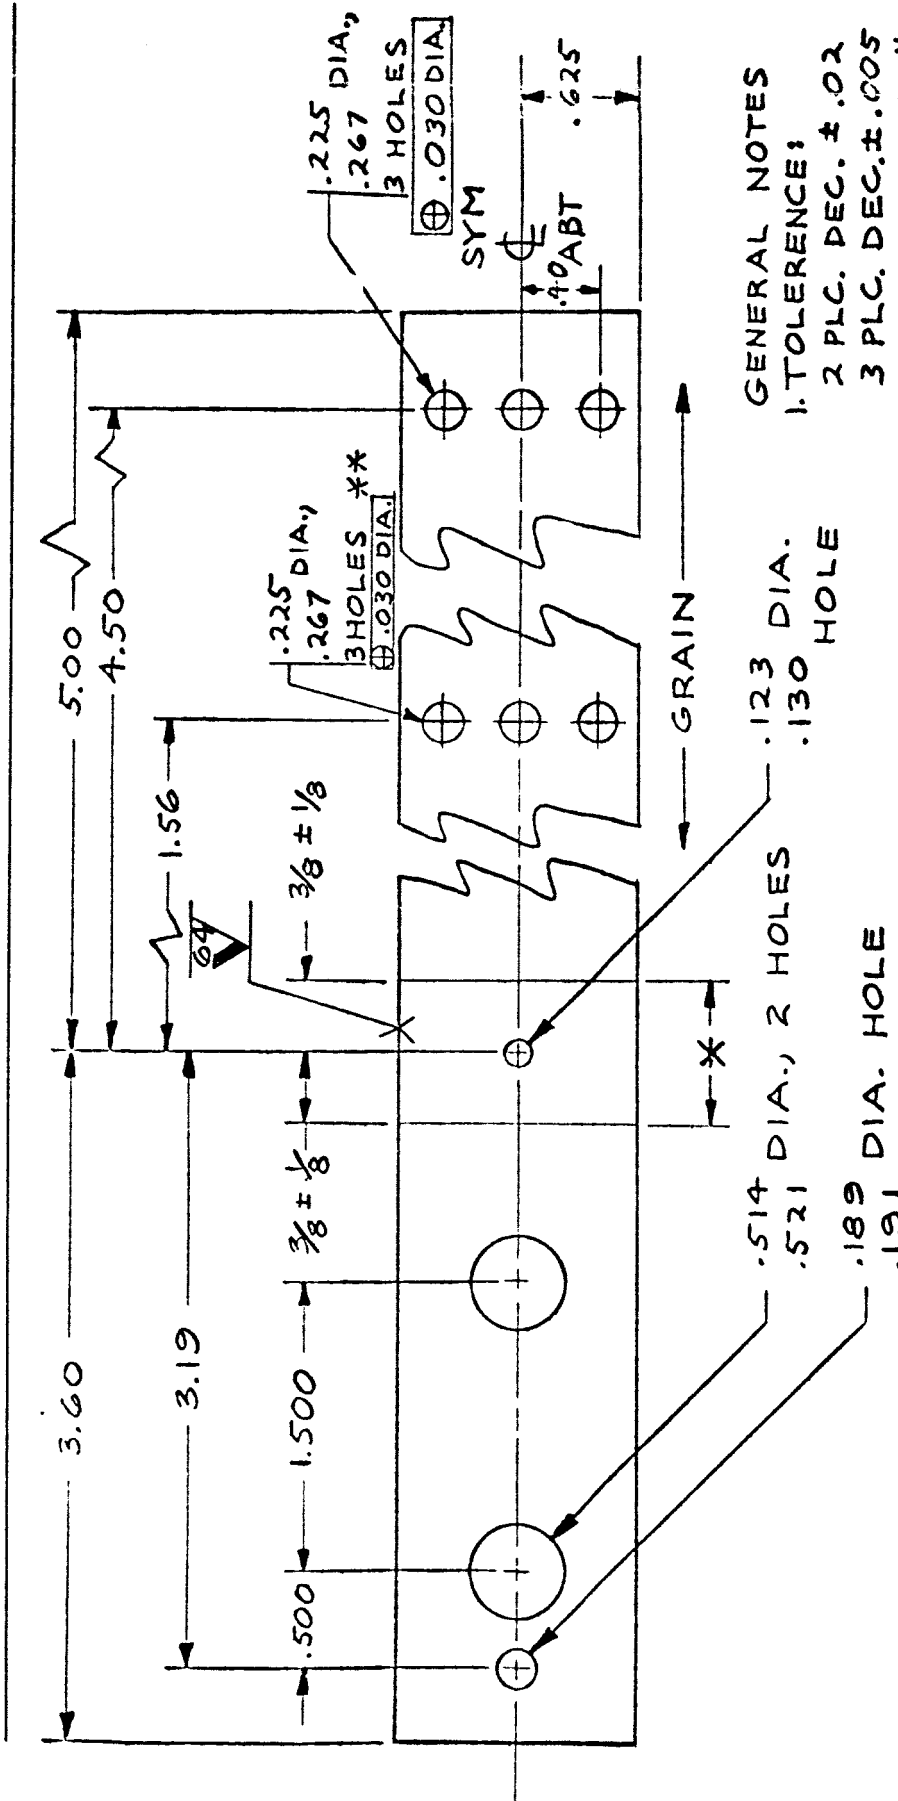 5.00
4.50
1.56
3.60
3.19
.500
1.500
3/8 ± 1/8
3/8 ± 1/8
64
.225 DIA.,
.267
3 HOLES **
⌖ .030 DIA.
.225 DIA.,
.267
3 HOLES
⌖ .030 DIA.
SYM
℄
.40 ABT
.625
GRAIN
*
.123 DIA.
.130 HOLE
.514 DIA., 2 HOLES
.521
.189 DIA. HOLE
.191
GENERAL NOTES
1. TOLERENCE:
2 PLC. DEC. ±.02
3 PLC. DEC. ±.005